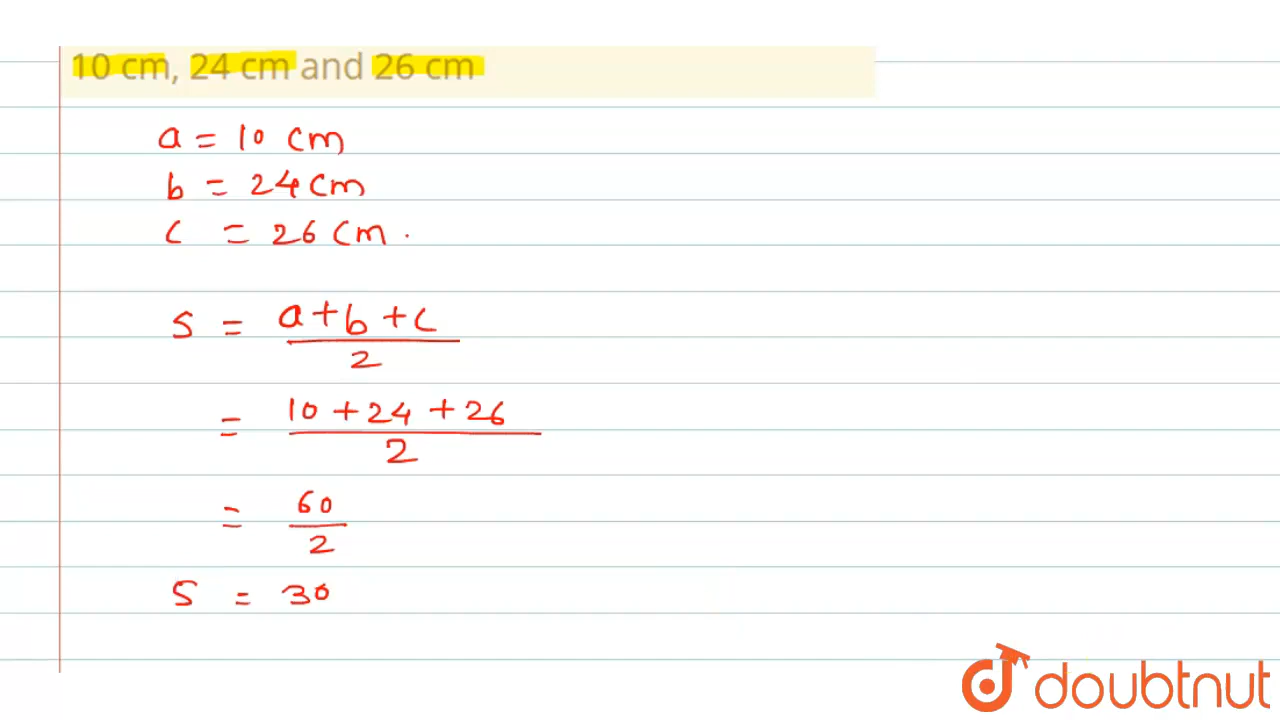 10 cm, 24 cm and 26 cm
a = 10 cm
b = 24 cm
c = 26 cm .
S = a + b + c
2
= 10 + 24 + 26
2
= 60
2
S = 30
doubtnut